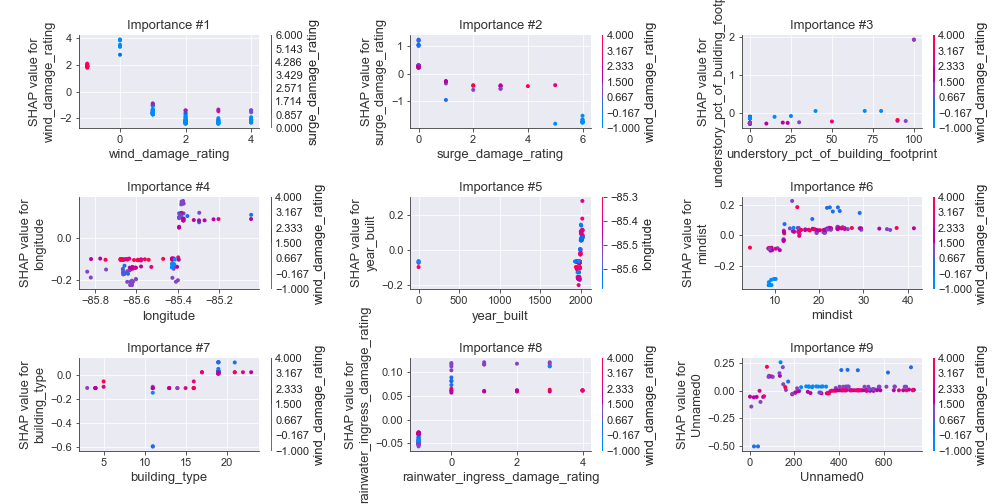 Importance #1
Importance #2
Importance #3
SHAP value for
wind_damage_rating
4
2
0
−2
0
2
4
wind_damage_rating
6.000
5.143
4.286
3.429
2.571
1.714
0.857
0.000
surge_damage_rating
SHAP value for
surge_damage_rating
1
0
−1
0
2
4
6
surge_damage_rating
4.000
3.167
2.333
1.500
0.667
−0.167
−1.000
wind_damage_rating
SHAP value for
understory_pct_of_building_footp
2
1
0
0
25
50
75
100
understory_pct_of_building_footprint
4.000
3.167
2.333
1.500
0.667
−0.167
−1.000
wind_damage_rating
Importance #4
Importance #5
Importance #6
SHAP value for
longitude
0.0
−0.2
−85.8
−85.6
−85.4
−85.2
longitude
4.000
3.167
2.333
1.500
0.667
−0.167
−1.000
wind_damage_rating
SHAP value for
year_built
0.2
0.0
−0.2
0
500
1000
1500
2000
year_built
−85.3
−85.4
−85.5
−85.6
longitude
SHAP value for
mindist
0.2
0.0
−0.2
10
20
30
40
mindist
4.000
3.167
2.333
1.500
0.667
−0.167
−1.000
wind_damage_rating
Importance #7
Importance #8
Importance #9
SHAP value for
building_type
0.0
−0.2
−0.4
−0.6
5
10
15
20
building_type
4.000
3.167
2.333
1.500
0.667
−0.167
−1.000
wind_damage_rating
SHAP value for
rainwater_ingress_damage_rating
0.10
0.05
0.00
−0.05
0
2
4
rainwater_ingress_damage_rating
4.000
3.167
2.333
1.500
0.667
−0.167
−1.000
wind_damage_rating
SHAP value for
Unnamed0
0.25
0.00
−0.25
−0.50
0
200
400
600
Unnamed0
4.000
3.167
2.333
1.500
0.667
−0.167
−1.000
wind_damage_rating